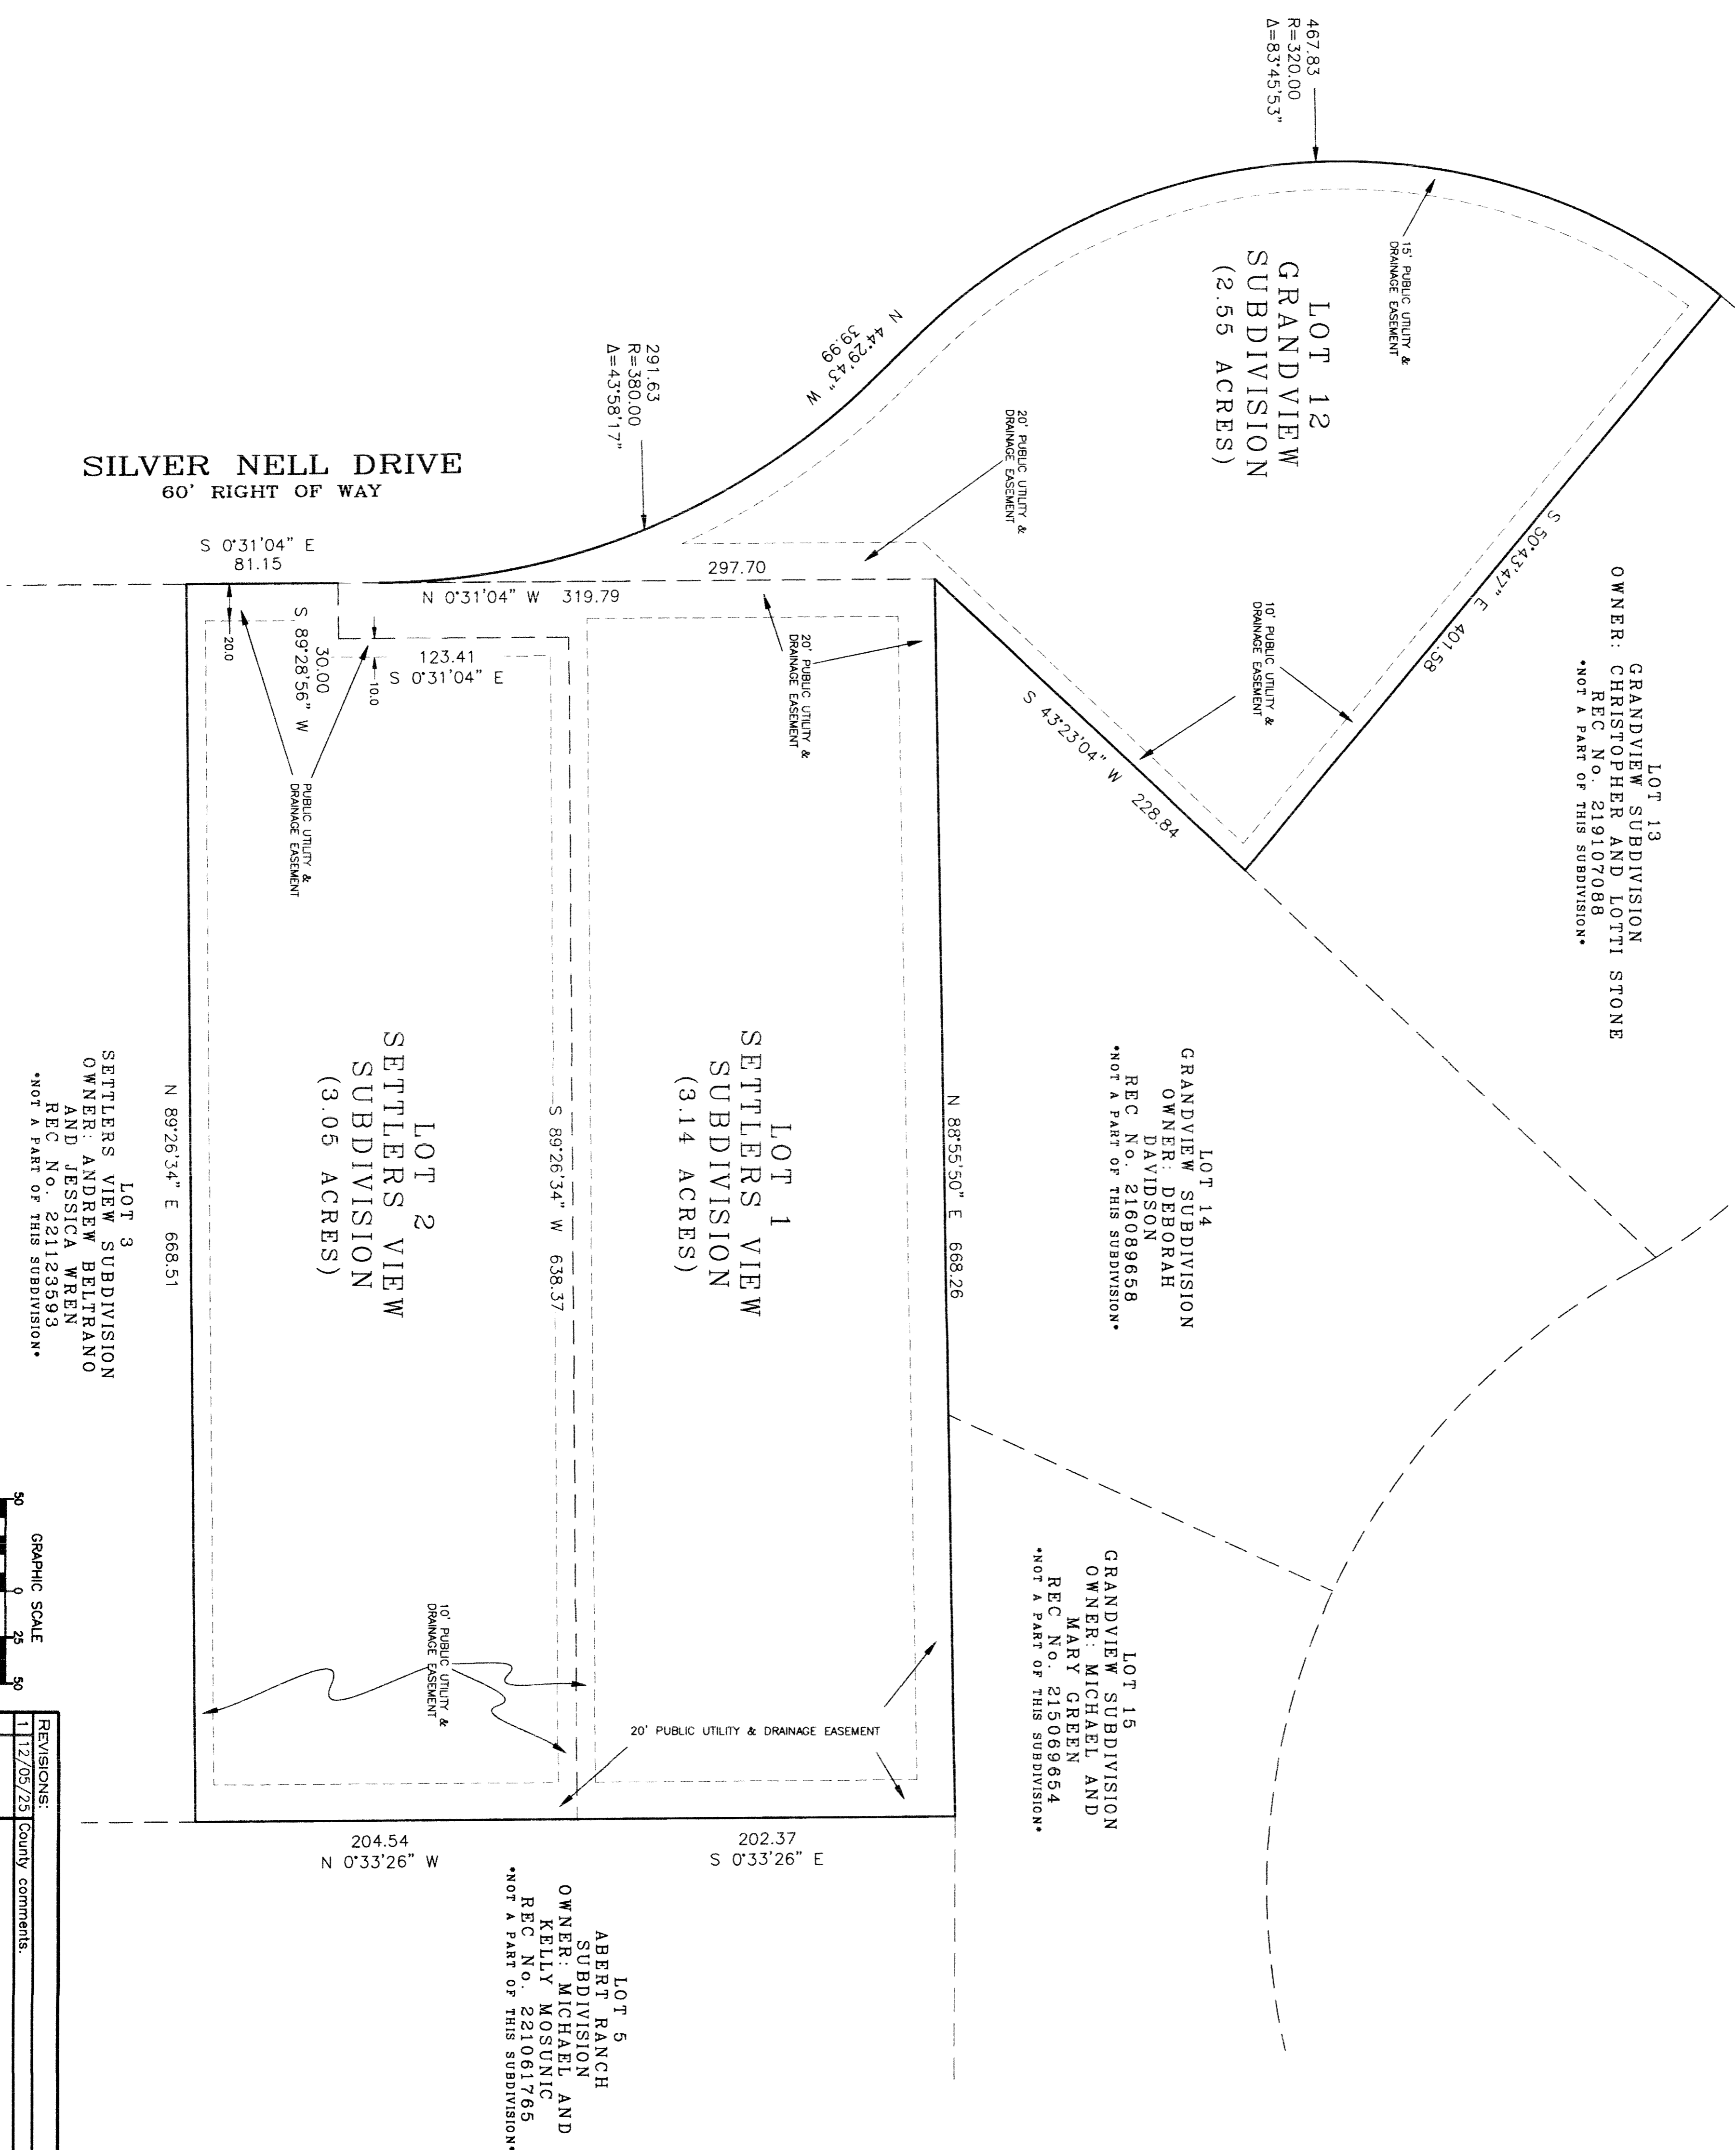 467.83
R=320.00
Δ=83°45'53"
15' PUBLIC UTILITY &
DRAINAGE EASEMENT
LOT 12
GRANDVIEW
SUBDIVISION
(2.55 ACRES)
S 50°43'47" E 401.58
LOT 13
GRANDVIEW SUBDIVISION
OWNER: CHRISTOPHER AND LOTTI STONE
REC No. 219107088
*NOT A PART OF THIS SUBDIVISION*
N 44°29'43" W
39.99
291.63
R=380.00
Δ=43°58'17"
20' PUBLIC UTILITY &
DRAINAGE EASEMENT
10' PUBLIC UTILITY &
DRAINAGE EASEMENT
S 43°23'04" W 228.84
SILVER NELL DRIVE
60' RIGHT OF WAY
S 0°31'04" E
81.15
297.70
N 0°31'04" W 319.79
20' PUBLIC UTILITY &
DRAINAGE EASEMENT
20.0
S 89°28'56" W
30.00
10.0
123.41
S 0°31'04" E
PUBLIC UTILITY &
DRAINAGE EASEMENT
LOT 14
GRANDVIEW SUBDIVISION
OWNER: DEBORAH
DAVIDSON
REC No. 216089658
*NOT A PART OF THIS SUBDIVISION*
N 88°55'50" E 668.26
LOT 1
SETTLERS VIEW
SUBDIVISION
(3.14 ACRES)
S 89°26'34" W 638.37
LOT 2
SETTLERS VIEW
SUBDIVISION
(3.05 ACRES)
N 89°26'34" E 668.51
LOT 3
SETTLERS VIEW SUBDIVISION
OWNER: ANDREW BELTRANO
AND JESSICA WREN
REC No. 221123593
*NOT A PART OF THIS SUBDIVISION*
LOT 15
GRANDVIEW SUBDIVISION
OWNER: MICHAEL AND
MARY GREEN
REC No. 215069654
*NOT A PART OF THIS SUBDIVISION*
10' PUBLIC UTILITY &
DRAINAGE EASEMENT
20' PUBLIC UTILITY & DRAINAGE EASEMENT
204.54
N 0°33'26" W
202.37
S 0°33'26" E
LOT 5
ABERT RANCH
SUBDIVISION
OWNER: MICHAEL AND
KELLY MOSUNIC
REC No. 221061765
*NOT A PART OF THIS SUBDIVISION*
GRAPHIC SCALE
50 0 25 50
REVISIONS:
1 12/05/25 County comments.